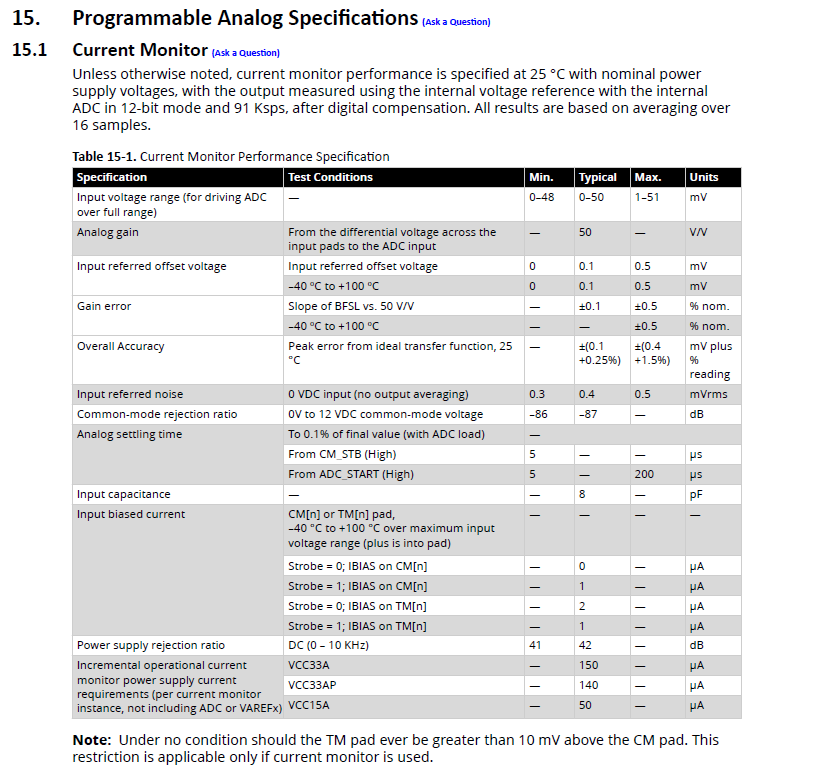 15. Programmable Analog Specifications (Ask a Question)
15.1 Current Monitor (Ask a Question)
Unless otherwise noted, current monitor performance is specified at 25 °C with nominal power
supply voltages, with the output measured using the internal voltage reference with the internal
ADC in 12-bit mode and 91 Ksps, after digital compensation. All results are based on averaging over
16 samples.
Table 15-1. Current Monitor Performance Specification
Specification Test Conditions Min. Typical Max. Units
Input voltage range (for driving ADC — 0–48 0–50 1–51 mV
over full range)
Analog gain From the differential voltage across the — 50 — V/V
input pads to the ADC input
Input referred offset voltage Input referred offset voltage 0 0.1 0.5 mV
–40 °C to +100 °C 0 0.1 0.5 mV
Gain error Slope of BFSL vs. 50 V/V — ±0.1 ±0.5 % nom.
–40 °C to +100 °C — — ±0.5 % nom.
Overall Accuracy Peak error from ideal transfer function, 25 — ±(0.1 ±(0.4 mV plus
°C +0.25%) +1.5%) %
reading
Input referred noise 0 VDC input (no output averaging) 0.3 0.4 0.5 mVrms
Common-mode rejection ratio 0V to 12 VDC common-mode voltage –86 –87 — dB
Analog settling time To 0.1% of final value (with ADC load) —
From CM_STB (High) 5 — — µs
From ADC_START (High) 5 — 200 µs
Input capacitance — — 8 — pF
Input biased current CM[n] or TM[n] pad, — — — —
–40 °C to +100 °C over maximum input
voltage range (plus is into pad)
Strobe = 0; IBIAS on CM[n] — 0 — µA
Strobe = 1; IBIAS on CM[n] — 1 — µA
Strobe = 0; IBIAS on TM[n] — 2 — µA
Strobe = 1; IBIAS on TM[n] — 1 — µA
Power supply rejection ratio DC (0 – 10 KHz) 41 42 — dB
Incremental operational current VCC33A — 150 — µA
monitor power supply current VCC33AP — 140 — µA
requirements (per current monitor
instance, not including ADC or VAREFx) VCC15A — 50 — µA
Note: Under no condition should the TM pad ever be greater than 10 mV above the CM pad. This
restriction is applicable only if current monitor is used.